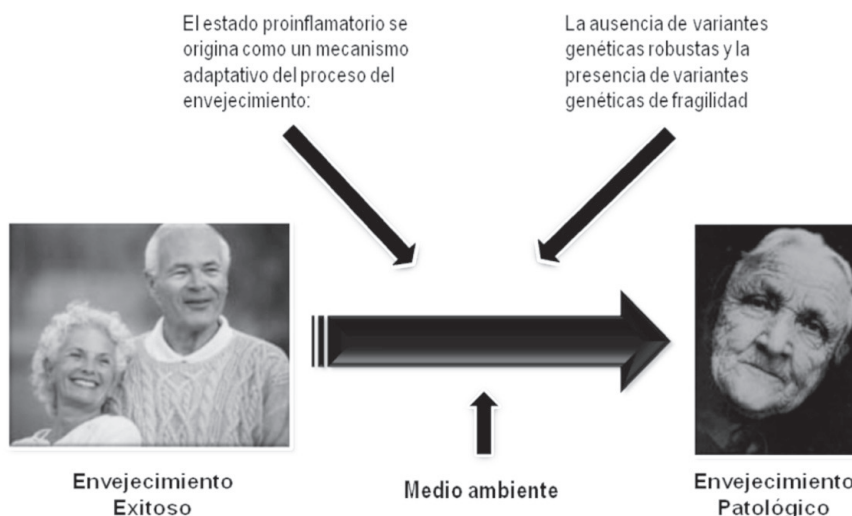 El estado proinflamatorio se
origina como un mecanismo
adaptativo del proceso del
envejecimiento:
La ausencia de variantes
genéticas robustas y la
presencia de variantes
genéticas de fragilidad
Envejecimiento
Exitoso
Medio ambiente
Envejecimiento
Patológico